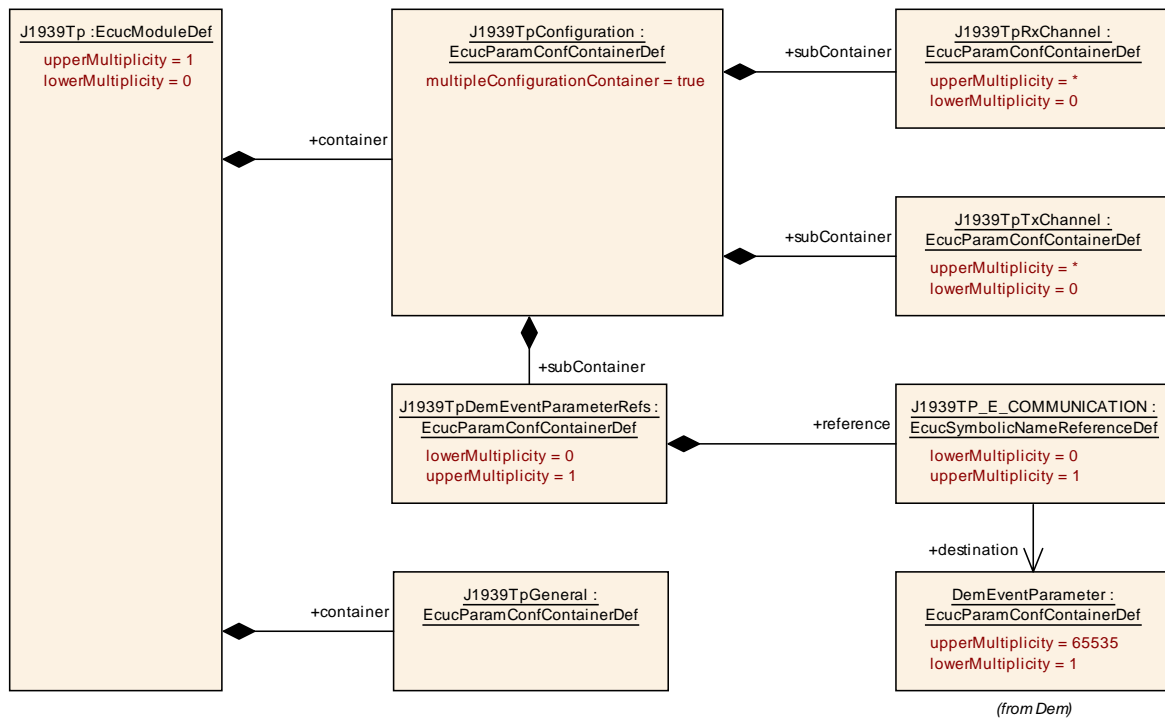 J1939Tp :EcucModuleDef
upperMultiplicity = 1
lowerMultiplicity = 0
+container
J1939TpConfiguration :
EcucParamConfContainerDef
multipleConfigurationContainer = true
+subContainer
J1939TpRxChannel :
EcucParamConfContainerDef
upperMultiplicity = *
lowerMultiplicity = 0
+subContainer
J1939TpTxChannel :
EcucParamConfContainerDef
upperMultiplicity = *
lowerMultiplicity = 0
+subContainer
J1939TpDemEventParameterRefs :
EcucParamConfContainerDef
lowerMultiplicity = 0
upperMultiplicity = 1
+reference
J1939TP_E_COMMUNICATION :
EcucSymbolicNameReferenceDef
lowerMultiplicity = 0
upperMultiplicity = 1
+destination
+container
J1939TpGeneral :
EcucParamConfContainerDef
DemEventParameter :
EcucParamConfContainerDef
upperMultiplicity = 65535
lowerMultiplicity = 1
(from Dem)